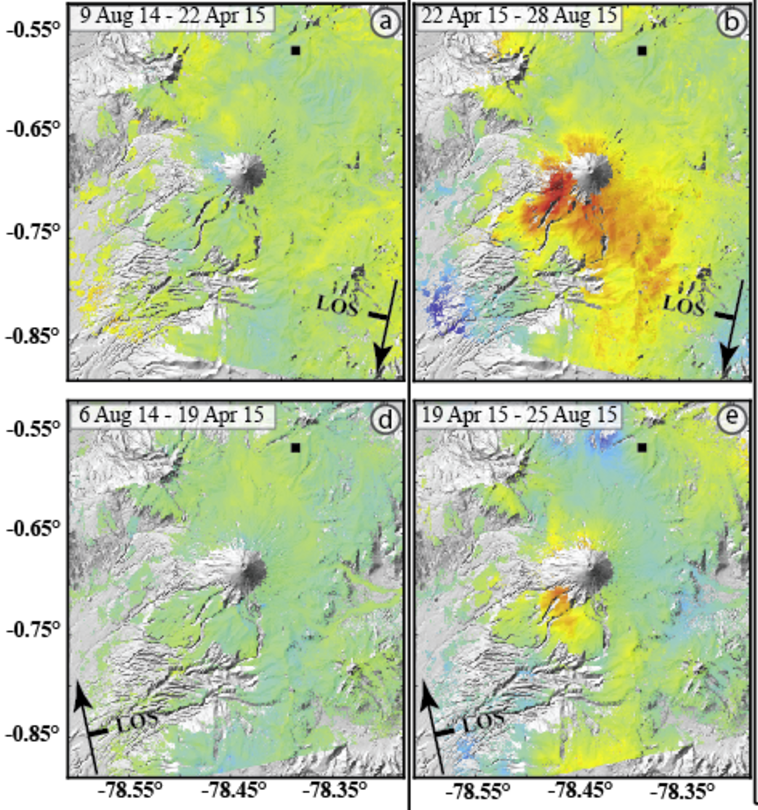 9 Aug 14 - 22 Apr 15
a
22 Apr 15 - 28 Aug 15
b
-0.55°
-0.65°
-0.75°
-0.85°
LOS
LOS
6 Aug 14 - 19 Apr 15
d
19 Apr 15 - 25 Aug 15
e
-0.55°
-0.65°
-0.75°
-0.85°
LOS
LOS
-78.55° -78.45° -78.35° -78.55° -78.45° -78.35°